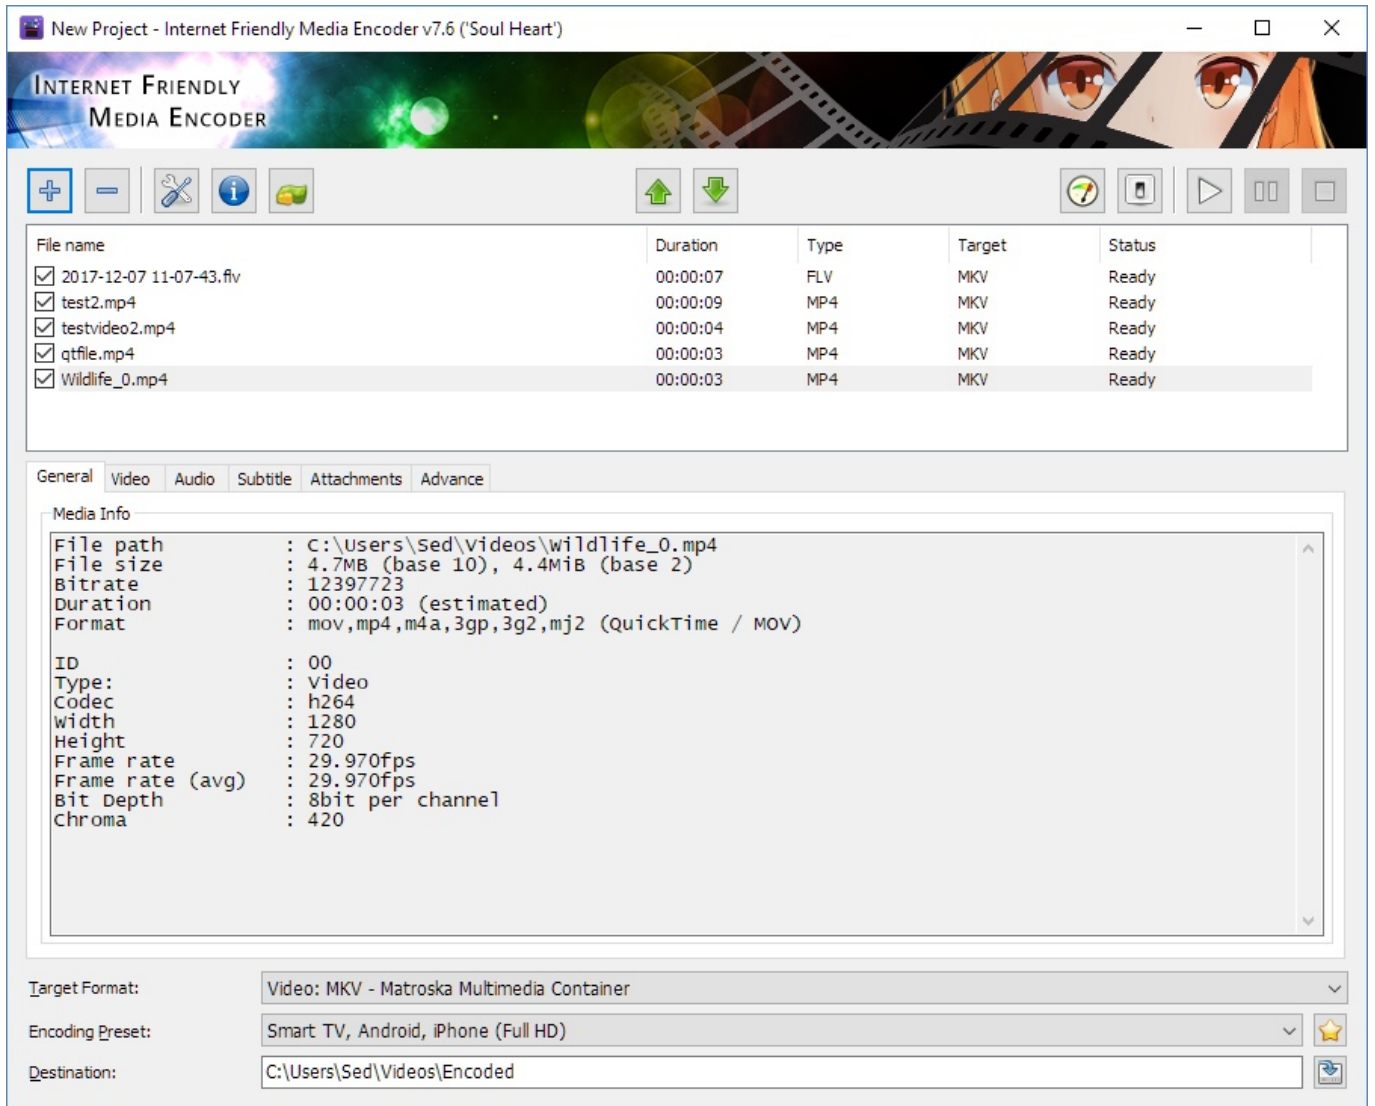 New Project - Internet Friendly Media Encoder v7.6 ('Soul Heart')
INTERNET FRIENDLY
MEDIA ENCODER
File name Duration Type Target Status
2017-12-07 11-07-43.flv 00:00:07 FLV MKV Ready
test2.mp4 00:00:09 MP4 MKV Ready
testvideo2.mp4 00:00:04 MP4 MKV Ready
qtfile.mp4 00:00:03 MP4 MKV Ready
Wildlife_0.mp4 00:00:03 MP4 MKV Ready
General Video Audio Subtitle Attachments Advance
Media Info
File path : C:\Users\Sed\Videos\Wildlife_0.mp4
File size : 4.7MB (base 10), 4.4MiB (base 2)
Bitrate : 12397723
Duration : 00:00:03 (estimated)
Format : mov,mp4,m4a,3gp,3g2,mj2 (QuickTime / MOV)
ID : 00
Type: : Video
Codec : h264
Width : 1280
Height : 720
Frame rate : 29.970fps
Frame rate (avg) : 29.970fps
Bit Depth : 8bit per channel
Chroma : 420
Target Format: Video: MKV - Matroska Multimedia Container
Encoding Preset: Smart TV, Android, iPhone (Full HD)
Destination: C:\Users\Sed\Videos\Encoded